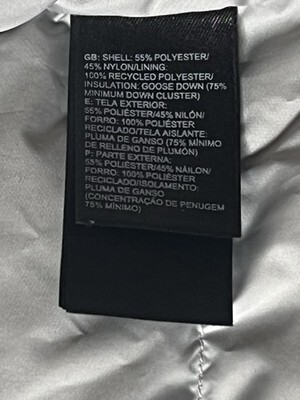 GB: SHELL: 55% POLYESTER/
45% NYLON/LINING:
100% RECYCLED POLYESTER/
INSULATION: GOOSE DOWN (75%
MINIMUM DOWN CLUSTER)
E: TELA EXTERIOR:
55% POLIÉSTER/45% NILÓN/
FORRO: 100% POLIÉSTER
RECICLADO/TELA AISLANTE:
PLUMA DE GANSO (75% MÍNIMO
DE RELLENO DE PLUMÓN)
P: PARTE EXTERNA:
55% POLIÉSTER/45% NÁILON/
FORRO: 100% POLIÉSTER
RECICLADO/ISOLAMENTO:
PLUMA DE GANSO
(CONCENTRAÇÃO DE PENUGEM
75% MÍNIMO)